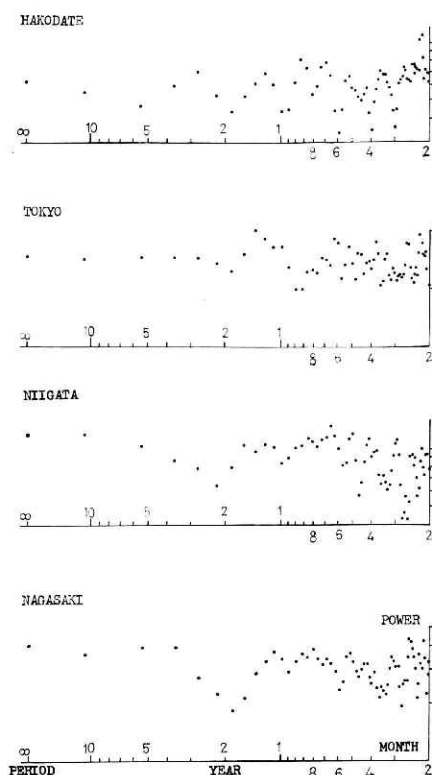 HAKODATE
∞ 10 5 2 1
8 6 4 2
TOKYO
∞ 10 5 2 1
8 6 4 2
NIIGATA
∞ 10 5 2 1
8 6 4 2
NAGASAKI
POWER
MONTH
∞ 10 5 2 1
8 6 4 2
PERIOD YEAR